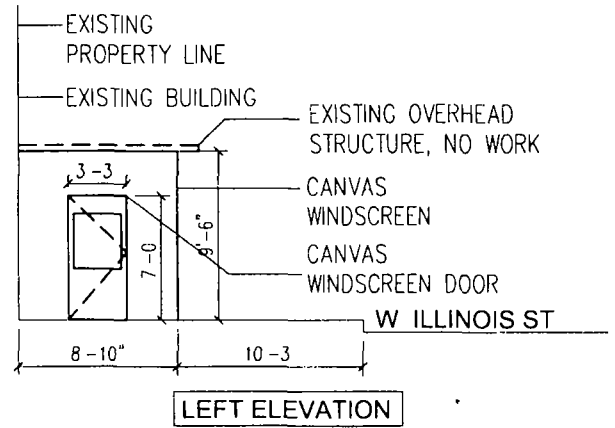 EXISTING
PROPERTY LINE
EXISTING BUILDING
EXISTING OVERHEAD
STRUCTURE, NO WORK
3-3
CANVAS
WINDSCREEN
7-0
9'-6"
CANVAS
WINDSCREEN DOOR
W ILLINOIS ST
8-10"
10-3
LEFT ELEVATION